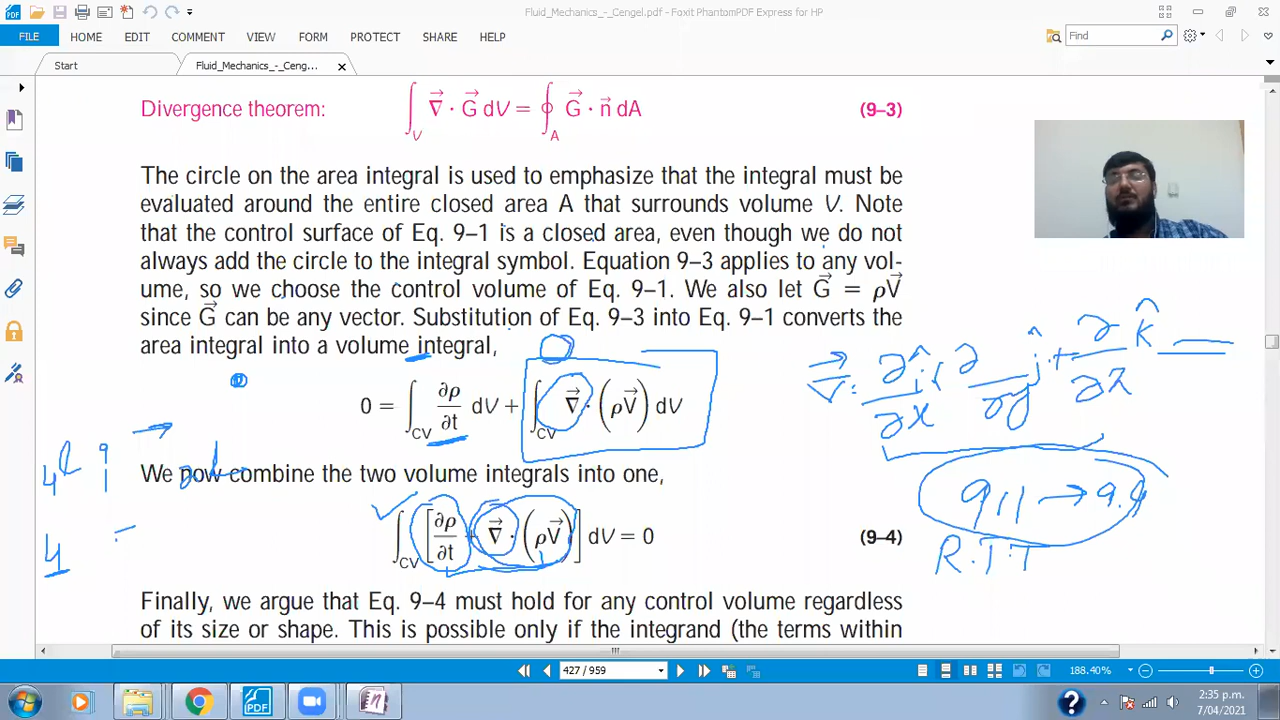 Fluid_Mechanics_-_Cengel.pdf - Foxit PhantomPDF Express for HP
FILE HOME EDIT COMMENT VIEW FORM PROTECT SHARE HELP
Find
Start Fluid_Mechanics_-_Ceng...
Divergence theorem: ∫_V ∇⃗ · G⃗ dV = ∮_A G⃗ · n⃗ dA (9–3)
The circle on the area integral is used to emphasize that the integral must be
evaluated around the entire closed area A that surrounds volume V. Note
that the control surface of Eq. 9–1 is a closed area, even though we do not
always add the circle to the integral symbol. Equation 9–3 applies to any vol-
ume, so we choose the control volume of Eq. 9–1. We also let G⃗ = ρV⃗
since G⃗ can be any vector. Substitution of Eq. 9–3 into Eq. 9–1 converts the
area integral into a volume integral,
0 = ∫_CV ∂ρ/∂t dV + ∫_CV ∇⃗ · (ρV⃗) dV
We now combine the two volume integrals into one,
∫_CV [∂ρ/∂t + ∇⃗ · (ρV⃗)] dV = 0 (9–4)
Finally, we argue that Eq. 9–4 must hold for any control volume regardless
of its size or shape. This is possible only if the integrand (the terms within
R.T.T
427 / 959
188.40%
2:35 p.m.
7/04/2021